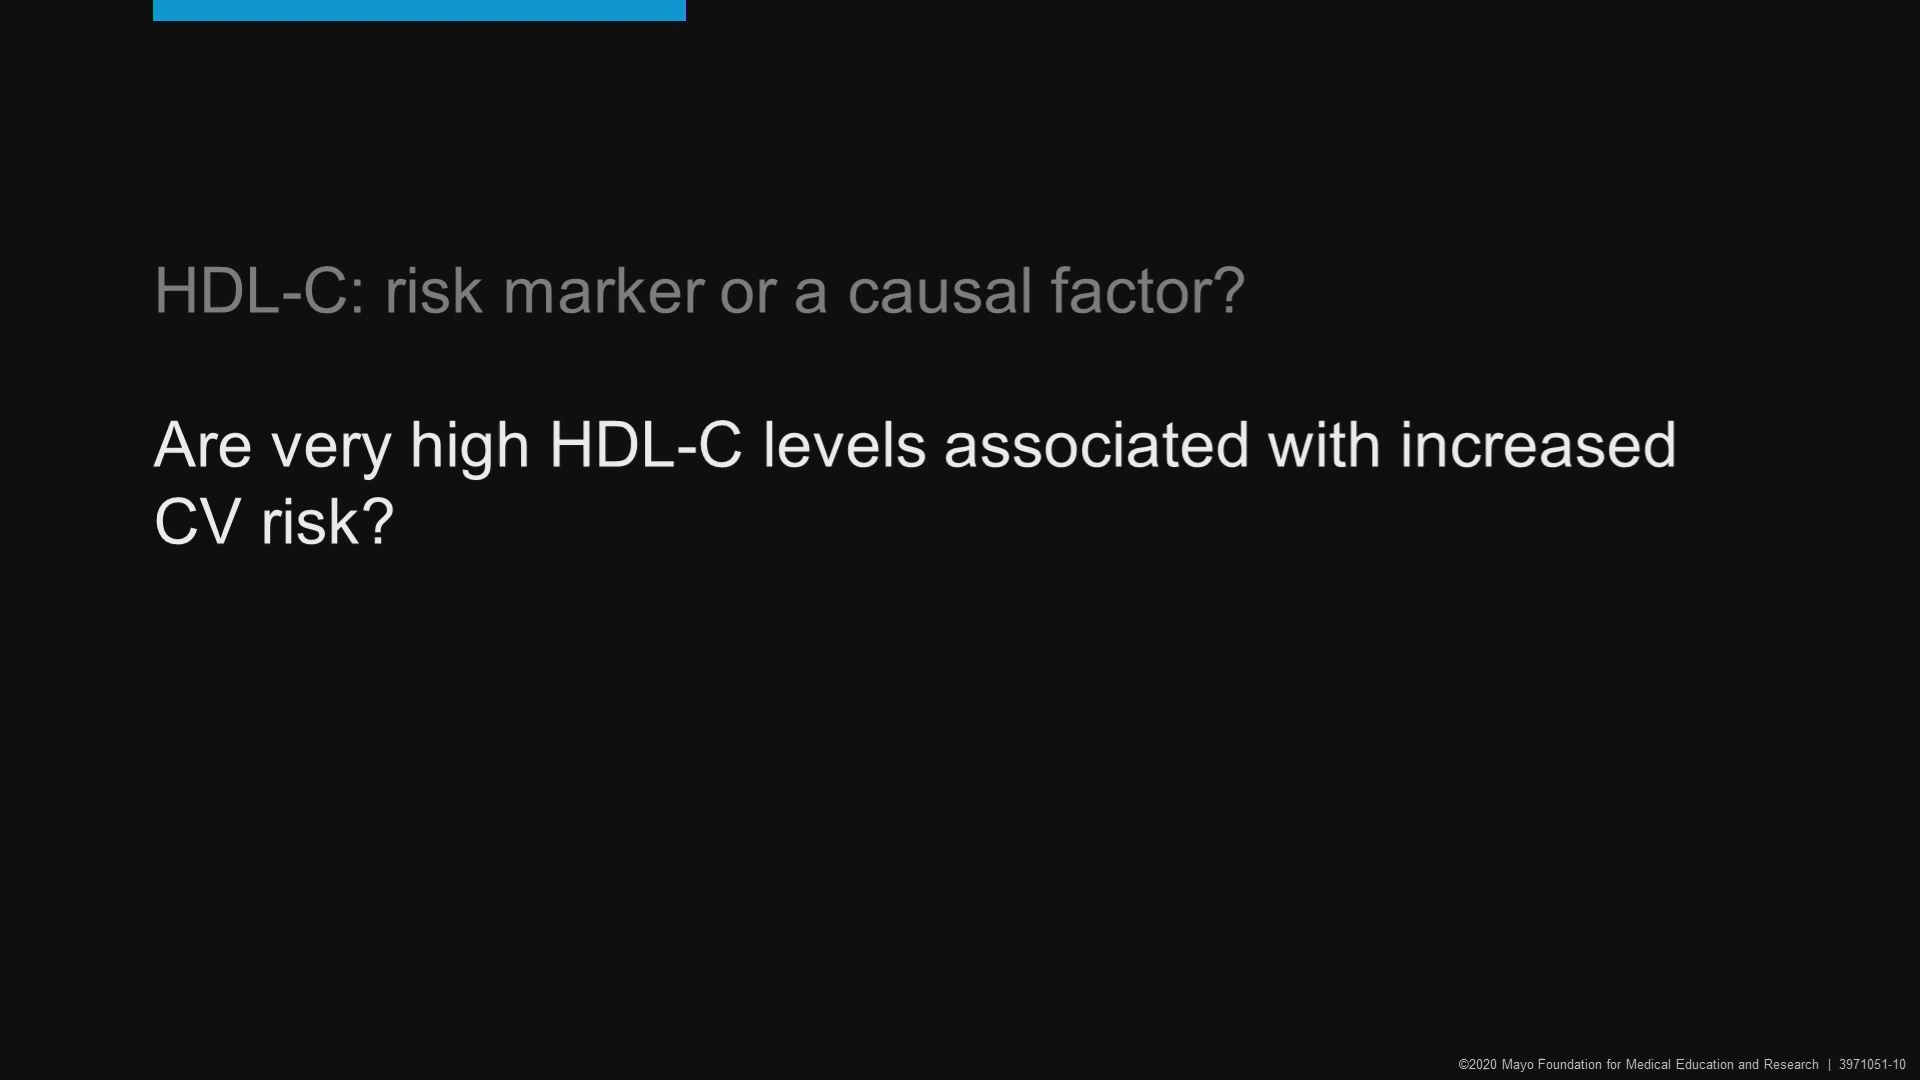 HDL-C: risk marker or a causal factor?
Are very high HDL-C levels associated with increased
CV risk?
©2020 Mayo Foundation for Medical Education and Research | 3971051-10